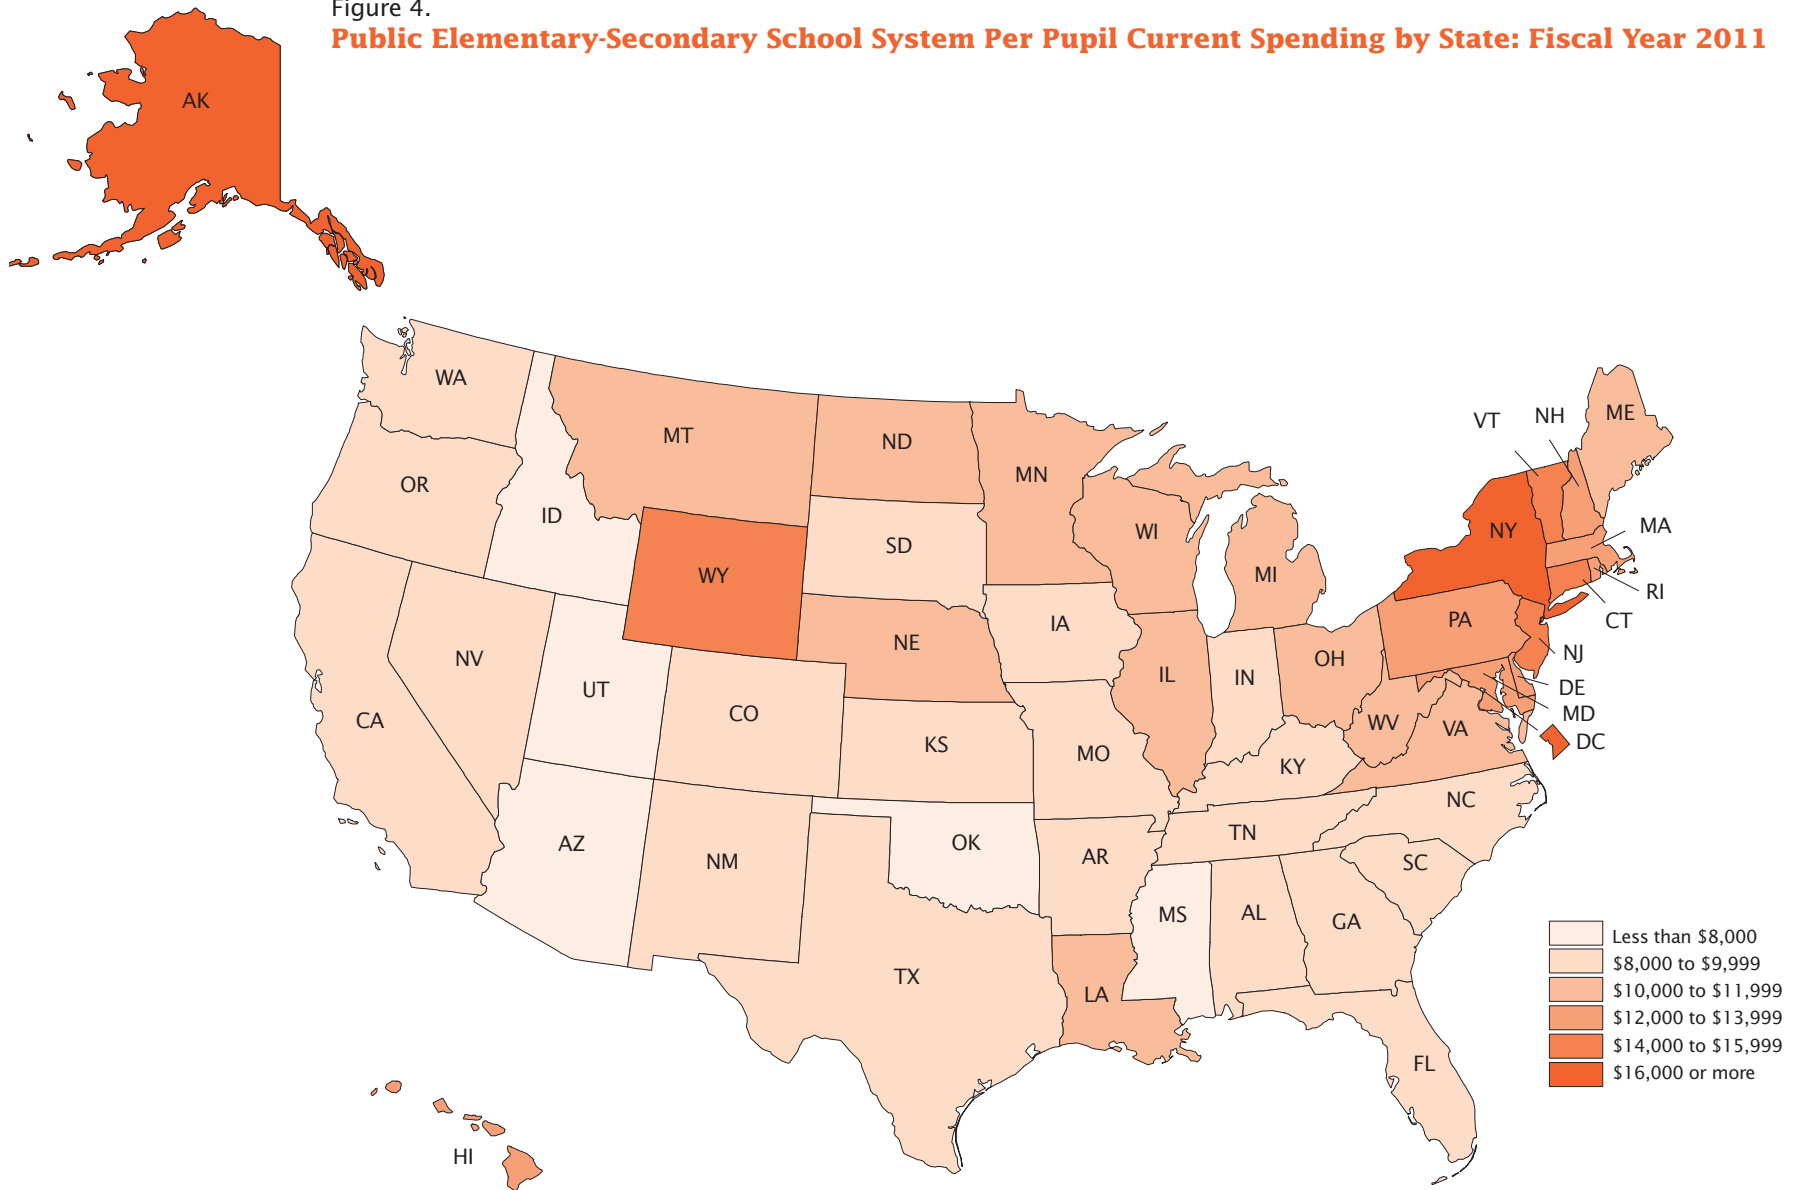 Figure 4.
Public Elementary-Secondary School System Per Pupil Current Spending by State: Fiscal Year 2011
AK
WA
OR
ID
MT
ND
MN
WI
MI
VT
NH
ME
NY
MA
RI
CT
NJ
DE
MD
DC
PA
WY
SD
IA
NE
IL
IN
OH
WV
VA
NV
UT
CO
KS
MO
KY
NC
CA
AZ
NM
OK
AR
TN
SC
MS
AL
GA
TX
LA
FL
HI
Less than $8,000
$8,000 to $9,999
$10,000 to $11,999
$12,000 to $13,999
$14,000 to $15,999
$16,000 or more